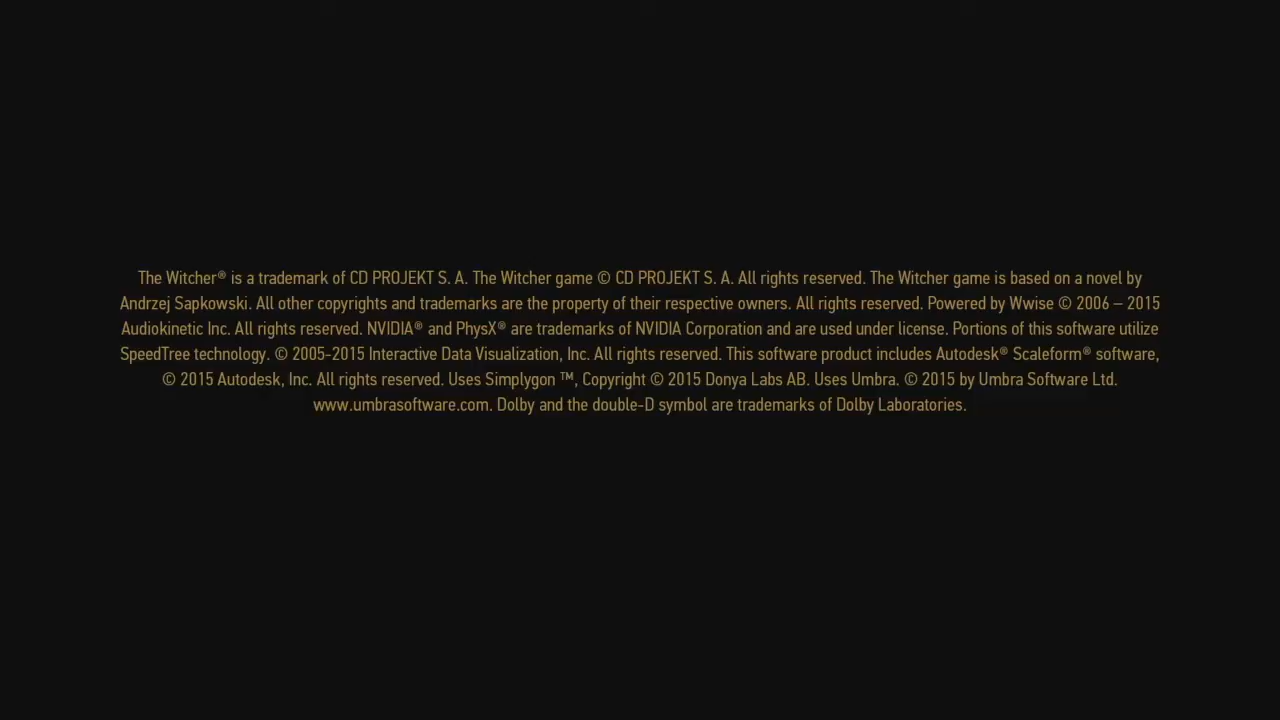 The Witcher® is a trademark of CD PROJEKT S. A. The Witcher game © CD PROJEKT S. A. All rights reserved. The Witcher game is based on a novel by
Andrzej Sapkowski. All other copyrights and trademarks are the property of their respective owners. All rights reserved. Powered by Wwise © 2006 – 2015
Audiokinetic Inc. All rights reserved. NVIDIA® and PhysX® are trademarks of NVIDIA Corporation and are used under license. Portions of this software utilize
SpeedTree technology. © 2005-2015 Interactive Data Visualization, Inc. All rights reserved. This software product includes Autodesk® Scaleform® software,
© 2015 Autodesk, Inc. All rights reserved. Uses Simplygon ™, Copyright © 2015 Donya Labs AB. Uses Umbra. © 2015 by Umbra Software Ltd.
www.umbrasoftware.com. Dolby and the double-D symbol are trademarks of Dolby Laboratories.